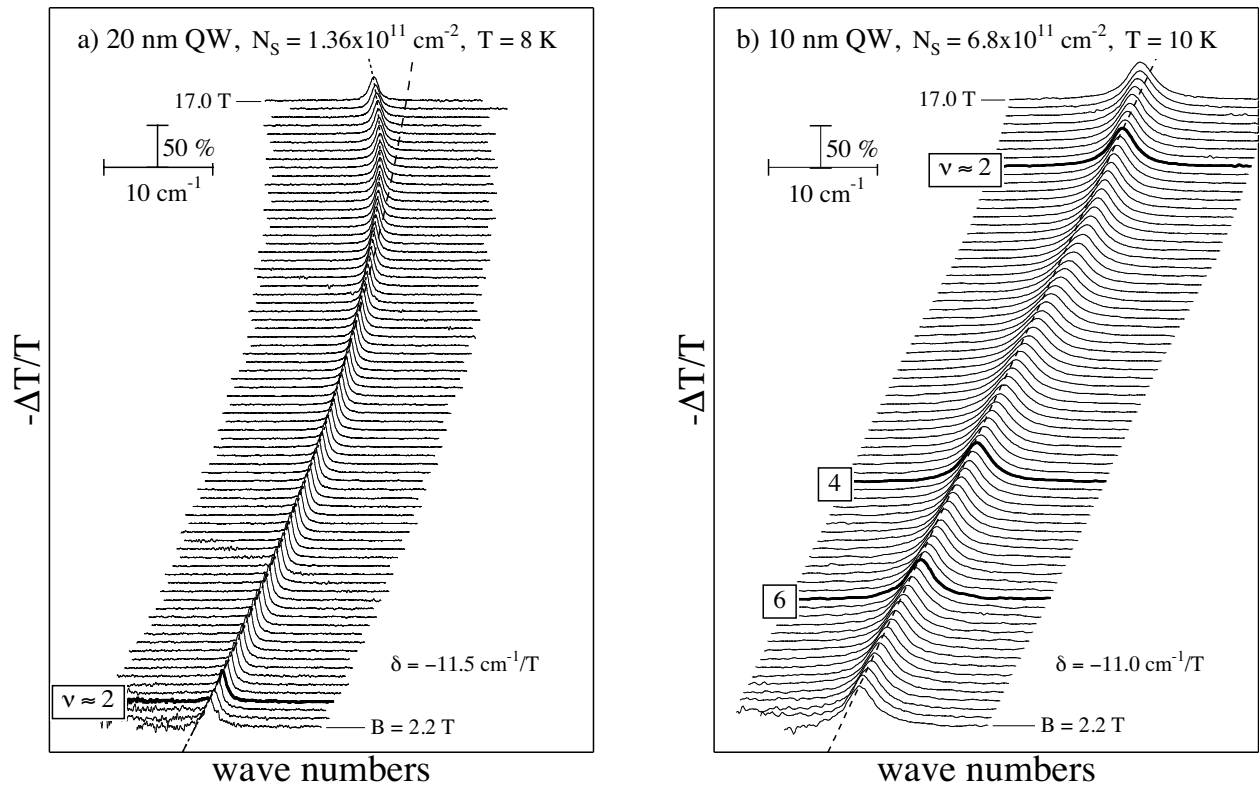 a) 20 nm QW, N_S = 1.36x10^11 cm^-2, T = 8 K
17.0 T
50 %
10 cm^-1
-ΔT/T
δ = −11.5 cm^-1/T
ν ≈ 2
B = 2.2 T
wave numbers
b) 10 nm QW, N_S = 6.8x10^11 cm^-2, T = 10 K
17.0 T
50 %
10 cm^-1
ν ≈ 2
-ΔT/T
4
6
δ = −11.0 cm^-1/T
B = 2.2 T
wave numbers